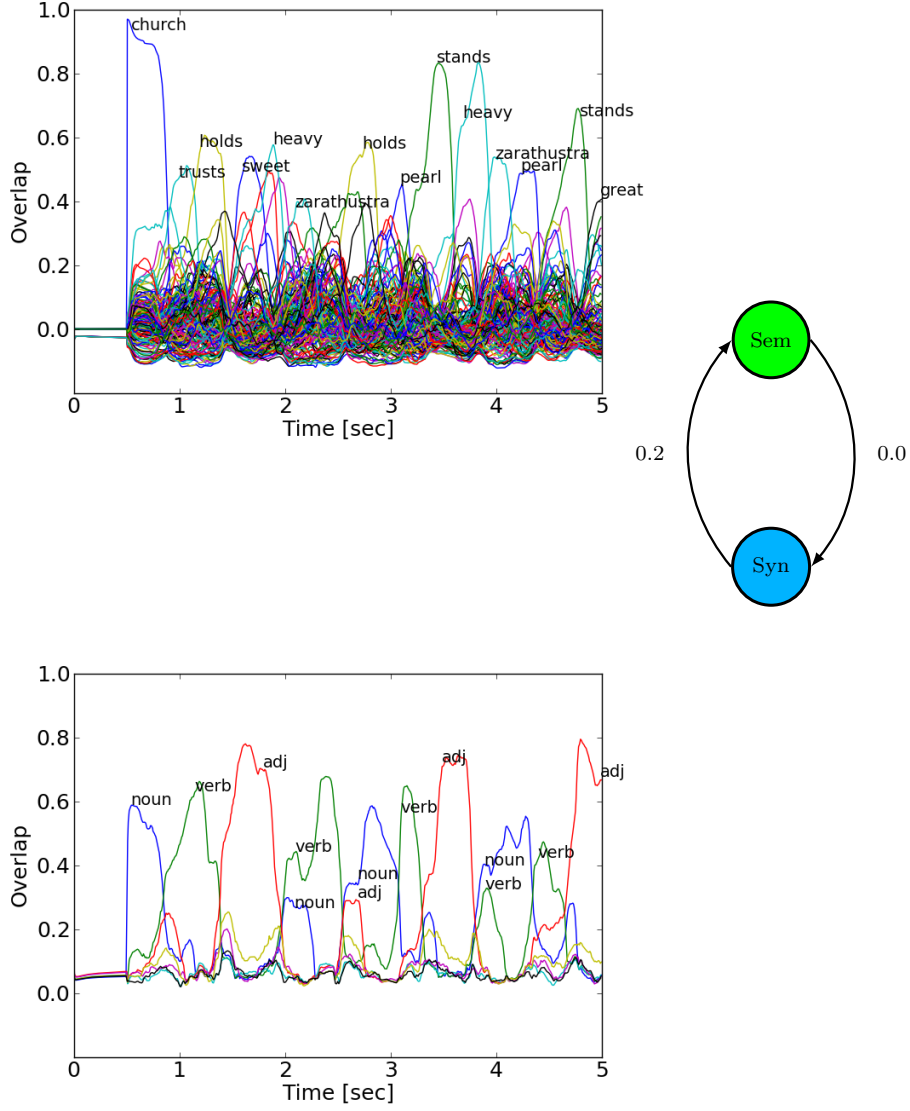 1.0
church
stands
0.8
heavy
stands
0.6
holds
heavy
holds
zarathustra
trusts
sweet
pearl
pearl
0.4
zarathustra
great
0.2
0.0
Overlap
0 1 2 3 4 5
Time [sec]
Sem
0.2
0.0
Syn
1.0
0.8
adj
adj
adj
verb
0.6
noun
verb
verb
noun
verb
0.4
noun
adj
verb
noun
0.2
0.0
Overlap
0 1 2 3 4 5
Time [sec]